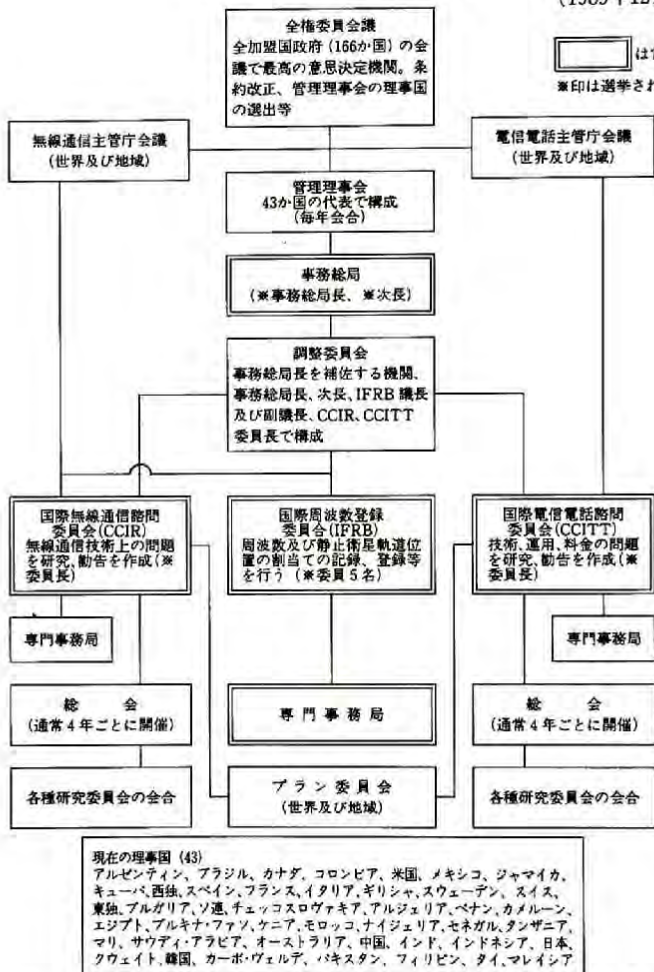 全権委員会議
全加盟国政府(166か国)の会
議で最高の意思決定機関。条
約改正、管理理事会の理事国
の選出等
は
※印は選挙され
無線通信主管庁会議
(世界及び地域)
電信電話主管庁会議
(世界及び地域)
管理理事会
43か国の代表で構成
(毎年会合)
事務総局
(※事務総局長、※次長)
調整委員会
事務総局長を補佐する機関、
事務総局長、次長、IFRB議長
及び副議長、CCIR、CCITT
委員長で構成
国際無線通信諮問
委員会(CCIR)
無線通信技術上の問題
を研究、勧告を作成(※
委員長)
国際周波数登録
委員会(IFRB)
周波数及び静止衛星軌道位
置の割当ての記録、登録等
を行う(※委員5名)
国際電信電話諮問
委員会(CCITT)
技術、運用、料金の問題
を研究、勧告を作成(※
委員長)
専門事務局
専門事務局
総 会
(通常4年ごとに開催)
専門事務局
総 会
(通常4年ごとに開催)
各種研究委員会の会合
プラン委員会
(世界及び地域)
各種研究委員会の会合
現在の理事国(43)
アルゼンティン、ブラジル、カナダ、コロンビア、米国、メキシコ、ジャマイカ、
キューバ、西独、スペイン、フランス、イタリア、ギリシャ、スウェーデン、スイス、
東独、ブルガリア、ソ連、チェッコスロヴァキア、アルジェリア、ベナン、カメルーン、
エジプト、ブルキナ・ファソ、ケニア、モロッコ、ナイジェリア、セネガル、タンザニア、
マリ、サウディ・アラビア、オーストラリア、中国、インド、インドネシア、日本、
クウェイト、韓国、カーボ・ヴェルデ、パキスタン、フィリピン、タイ、マレイシア